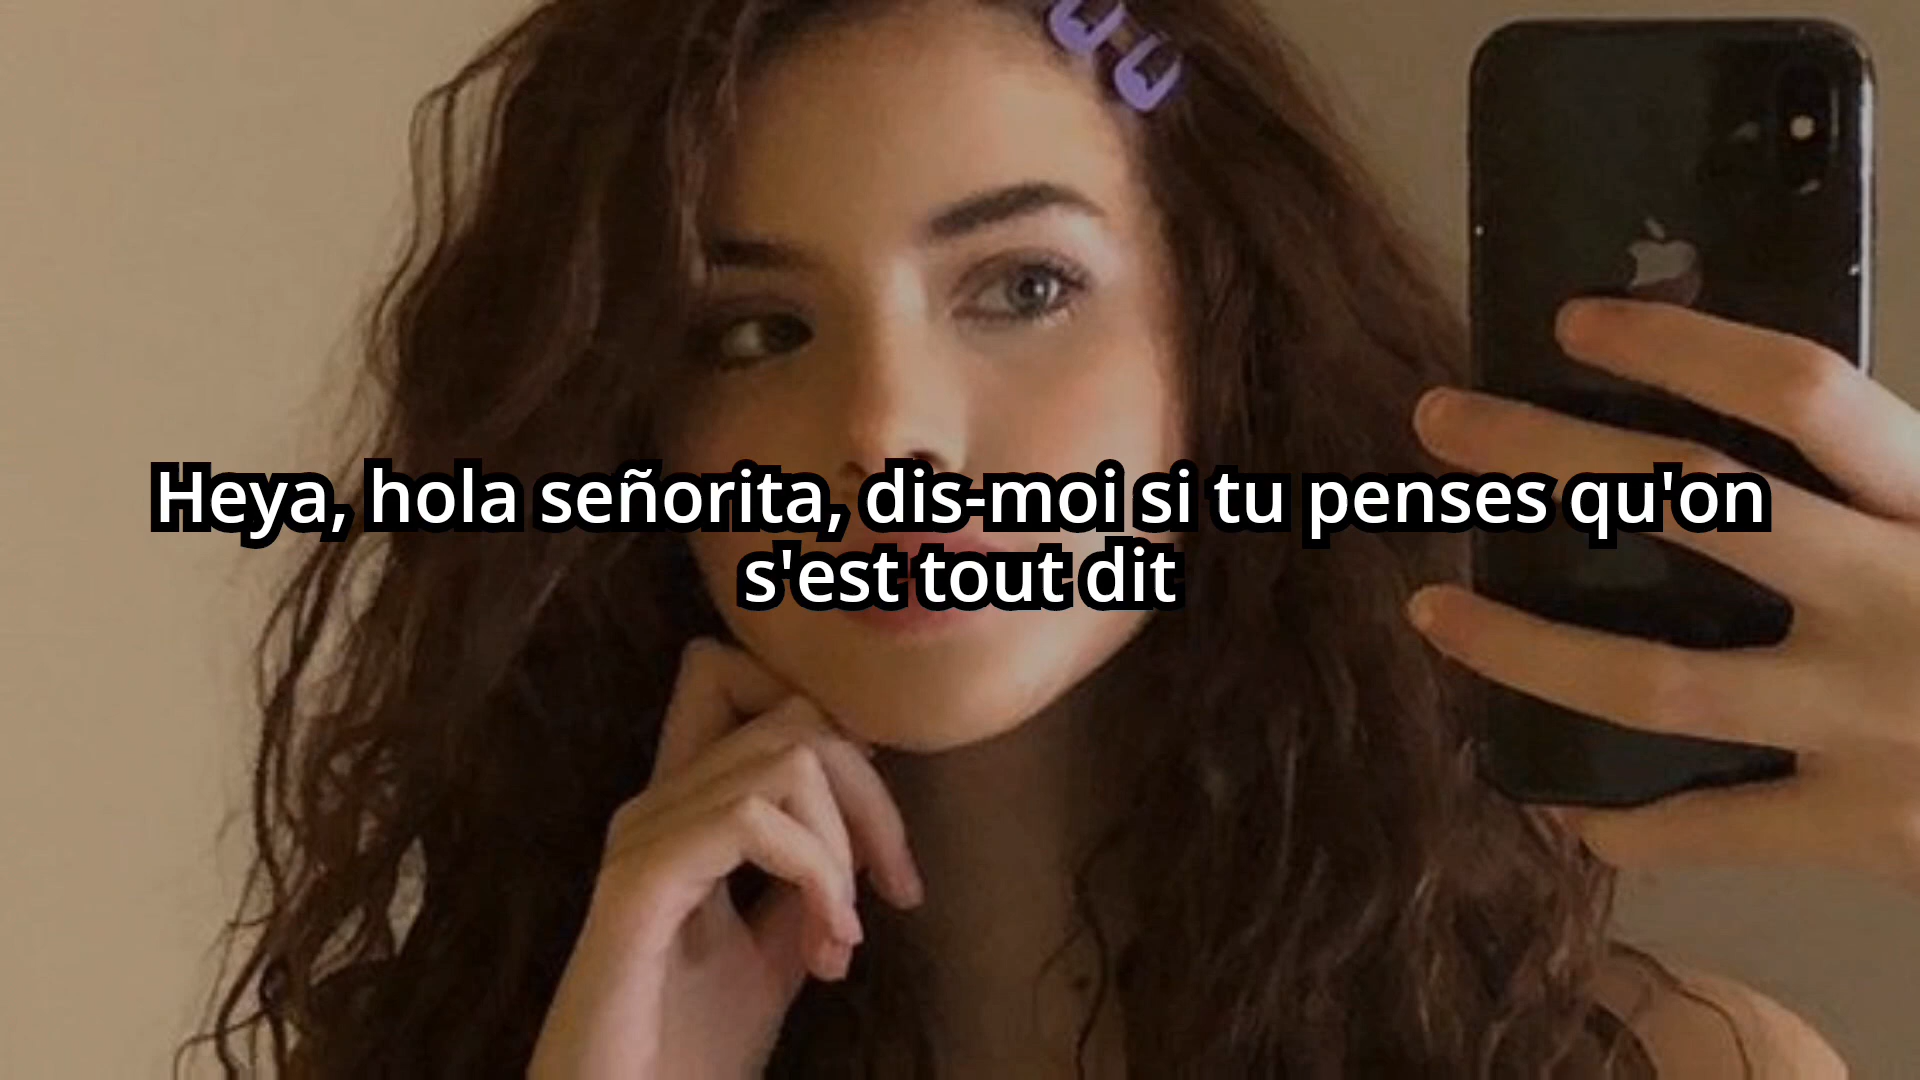 Heya, hola señorita, dis-moi si tu penses qu'on
s'est tout dit